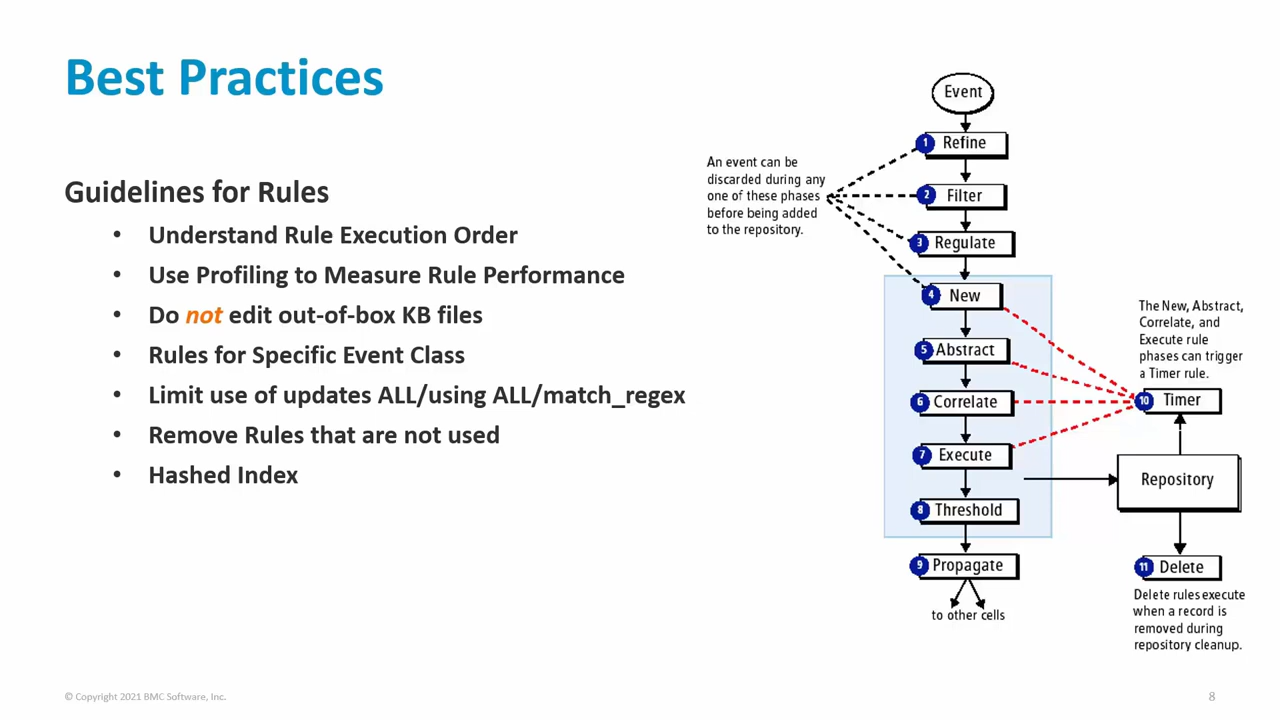 Best Practices
Guidelines for Rules
• Understand Rule Execution Order
• Use Profiling to Measure Rule Performance
• Do not edit out-of-box KB files
• Rules for Specific Event Class
• Limit use of updates ALL/using ALL/match_regex
• Remove Rules that are not used
• Hashed Index
Event
1 Refine
An event can be
discarded during any
one of these phases
before being added
to the repository.
2 Filter
3 Regulate
4 New
5 Abstract
6 Correlate
7 Execute
8 Threshold
9 Propagate
to other cells
The New, Abstract,
Correlate, and
Execute rule
phases can trigger
a Timer rule.
10 Timer
Repository
11 Delete
Delete rules execute
when a record is
removed during
repository cleanup.
© Copyright 2021 BMC Software, Inc.
8